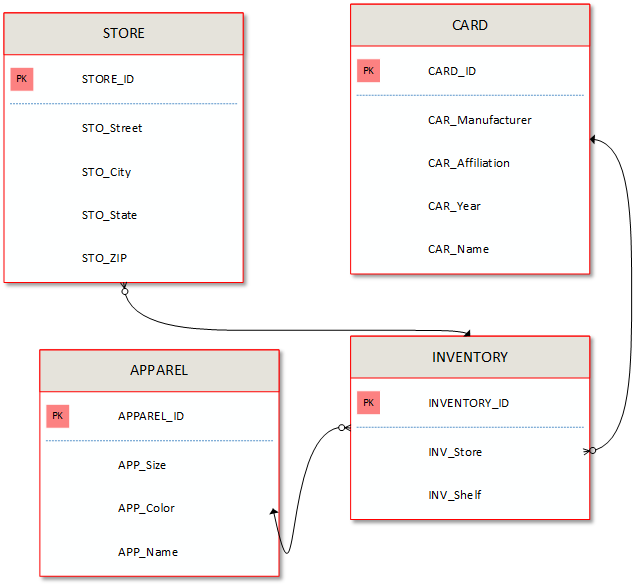 STORE
PK
STORE_ID
STO_Street
STO_City
STO_State
STO_ZIP
CARD
PK
CARD_ID
CAR_Manufacturer
CAR_Affiliation
CAR_Year
CAR_Name
APPAREL
PK
APPAREL_ID
APP_Size
APP_Color
APP_Name
INVENTORY
PK
INVENTORY_ID
INV_Store
INV_Shelf